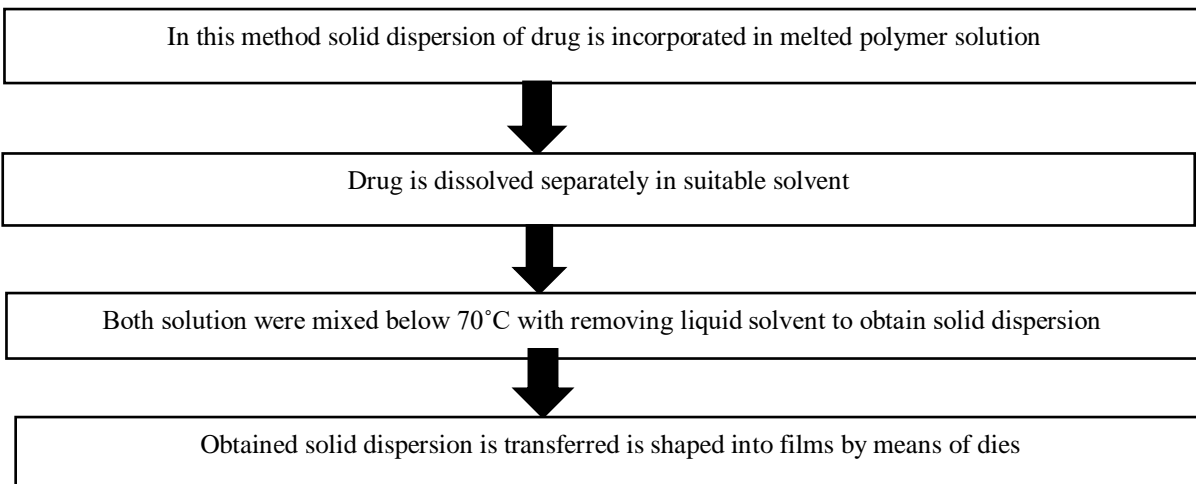 In this method solid dispersion of drug is incorporated in melted polymer solution
Drug is dissolved separately in suitable solvent
Both solution were mixed below 70˚C with removing liquid solvent to obtain solid dispersion
Obtained solid dispersion is transferred is shaped into films by means of dies